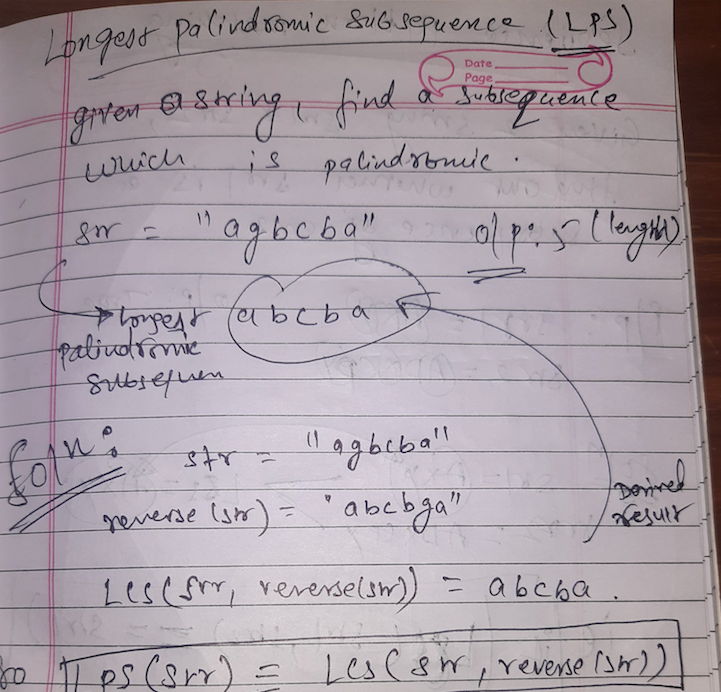 Longest palindromic subsequence (LPS)
Date
Page
given a string, find a subsequence
which is palindromic.
str = "agbcba" o/p: 5 (length)
longest abcba
palindromic
subsequen
Soln: str = "agbcba"
reverse (str) = "abcbga"
Desired
result
LCS(str, reverse(str)) = abcba.
So LPS(str) = LCS(str, reverse(str))